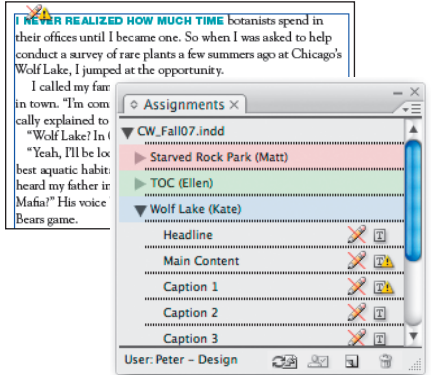 I NEVER REALIZED HOW MUCH TIME botanists spend in
their offices until I became one. So when I was asked to help
conduct a survey of rare plants a few summers ago at Chicago's
Wolf Lake, I jumped at the opportunity.
I called my fam
in town. "I'm com
cally explained to
"Wolf Lake? In
"Yeah, I'll be loo
best aquatic habit
heard my father in
Mafia?" His voice
Bears game.
Assignments ×
CW_Fall07.indd
Starved Rock Park (Matt)
TOC (Ellen)
Wolf Lake (Kate)
Headline
Main Content
Caption 1
Caption 2
Caption 3
User: Peter – Design